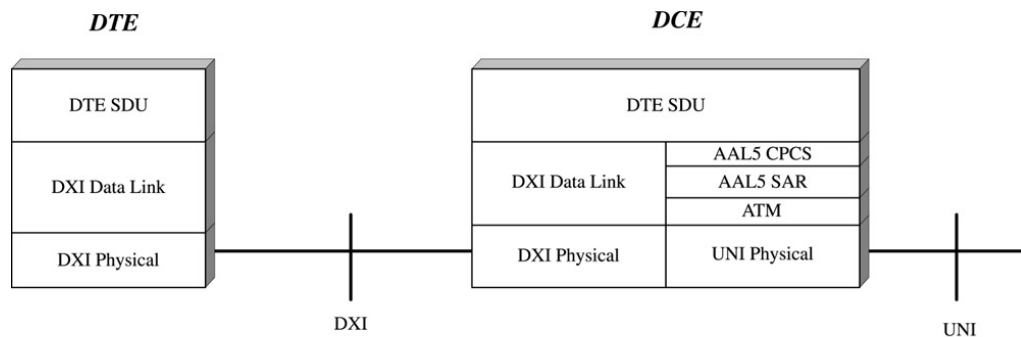 DTE
DCE
DTE SDU
DTE SDU
DXI Data Link
DXI Data Link
AAL5 CPCS
AAL5 SAR
ATM
DXI Physical
DXI Physical
UNI Physical
DXI
UNI